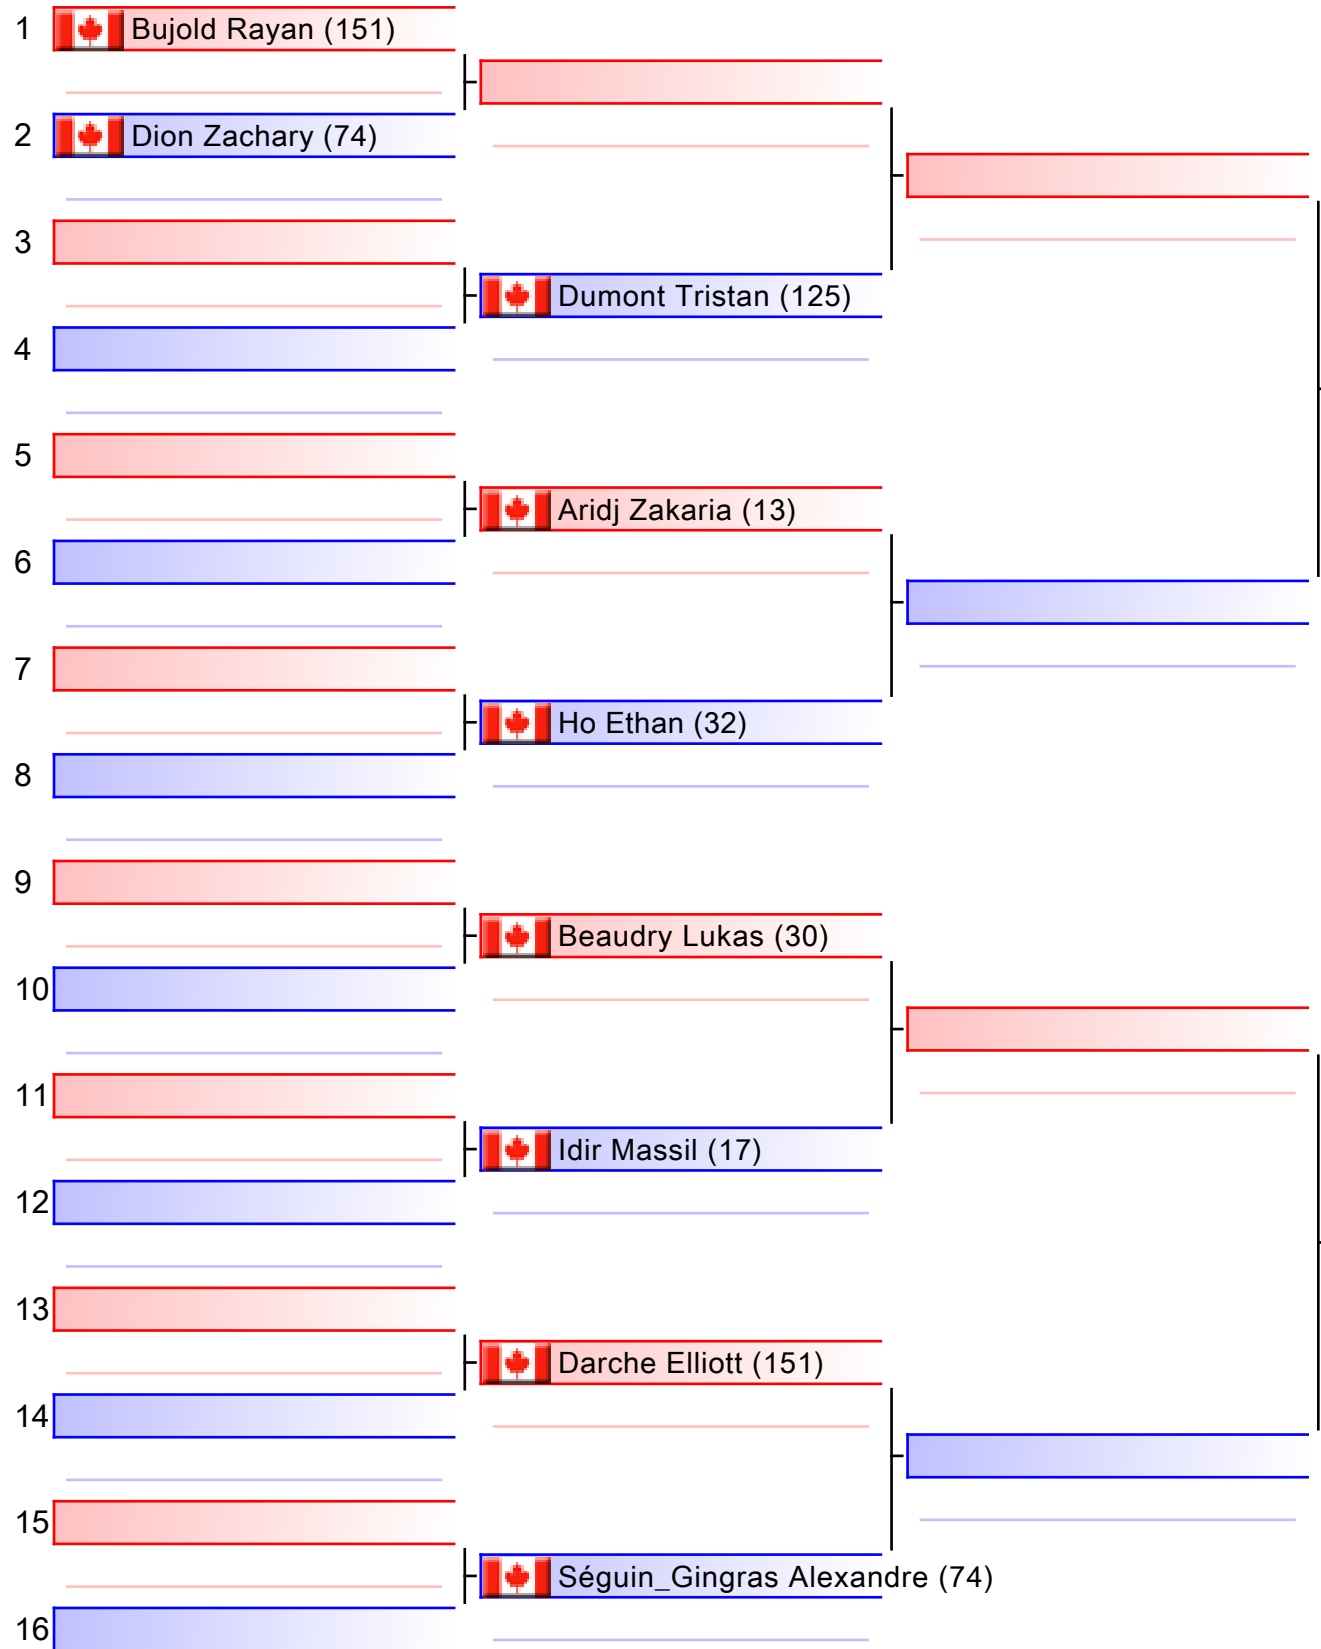 1 Bujold Rayan (151)
2 Dion Zachary (74)
3
Dumont Tristan (125)
4
5
Aridj Zakaria (13)
6
7
Ho Ethan (32)
8
9
Beaudry Lukas (30)
10
11
Idir Massil (17)
12
13
Darche Elliott (151)
14
15
Séguin_Gingras Alexandre (74)
16